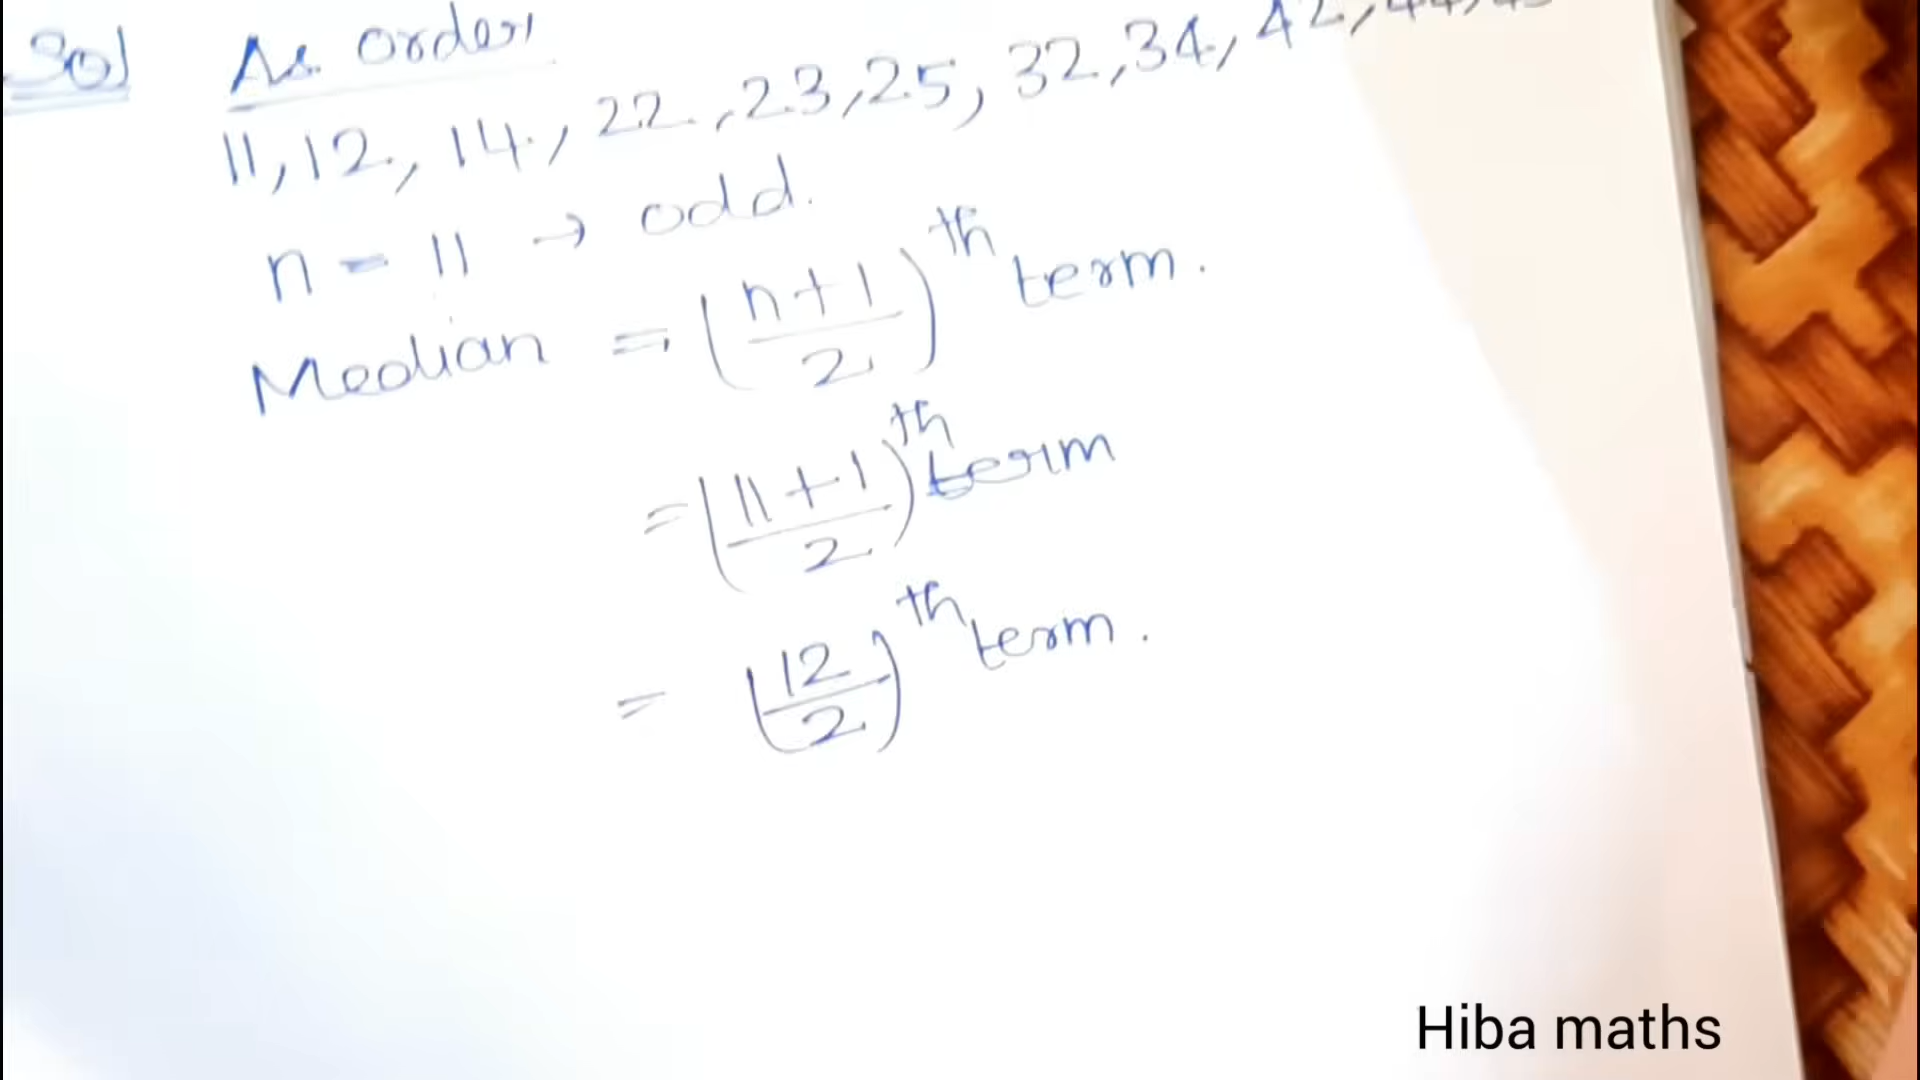 Sol As order
11, 12, 14, 22, 23, 25, 32, 34, 42,
n = 11 → odd.
Median = (n+1/2)th term.
= (11+1/2)th term
= (12/2)th term.
Hiba maths